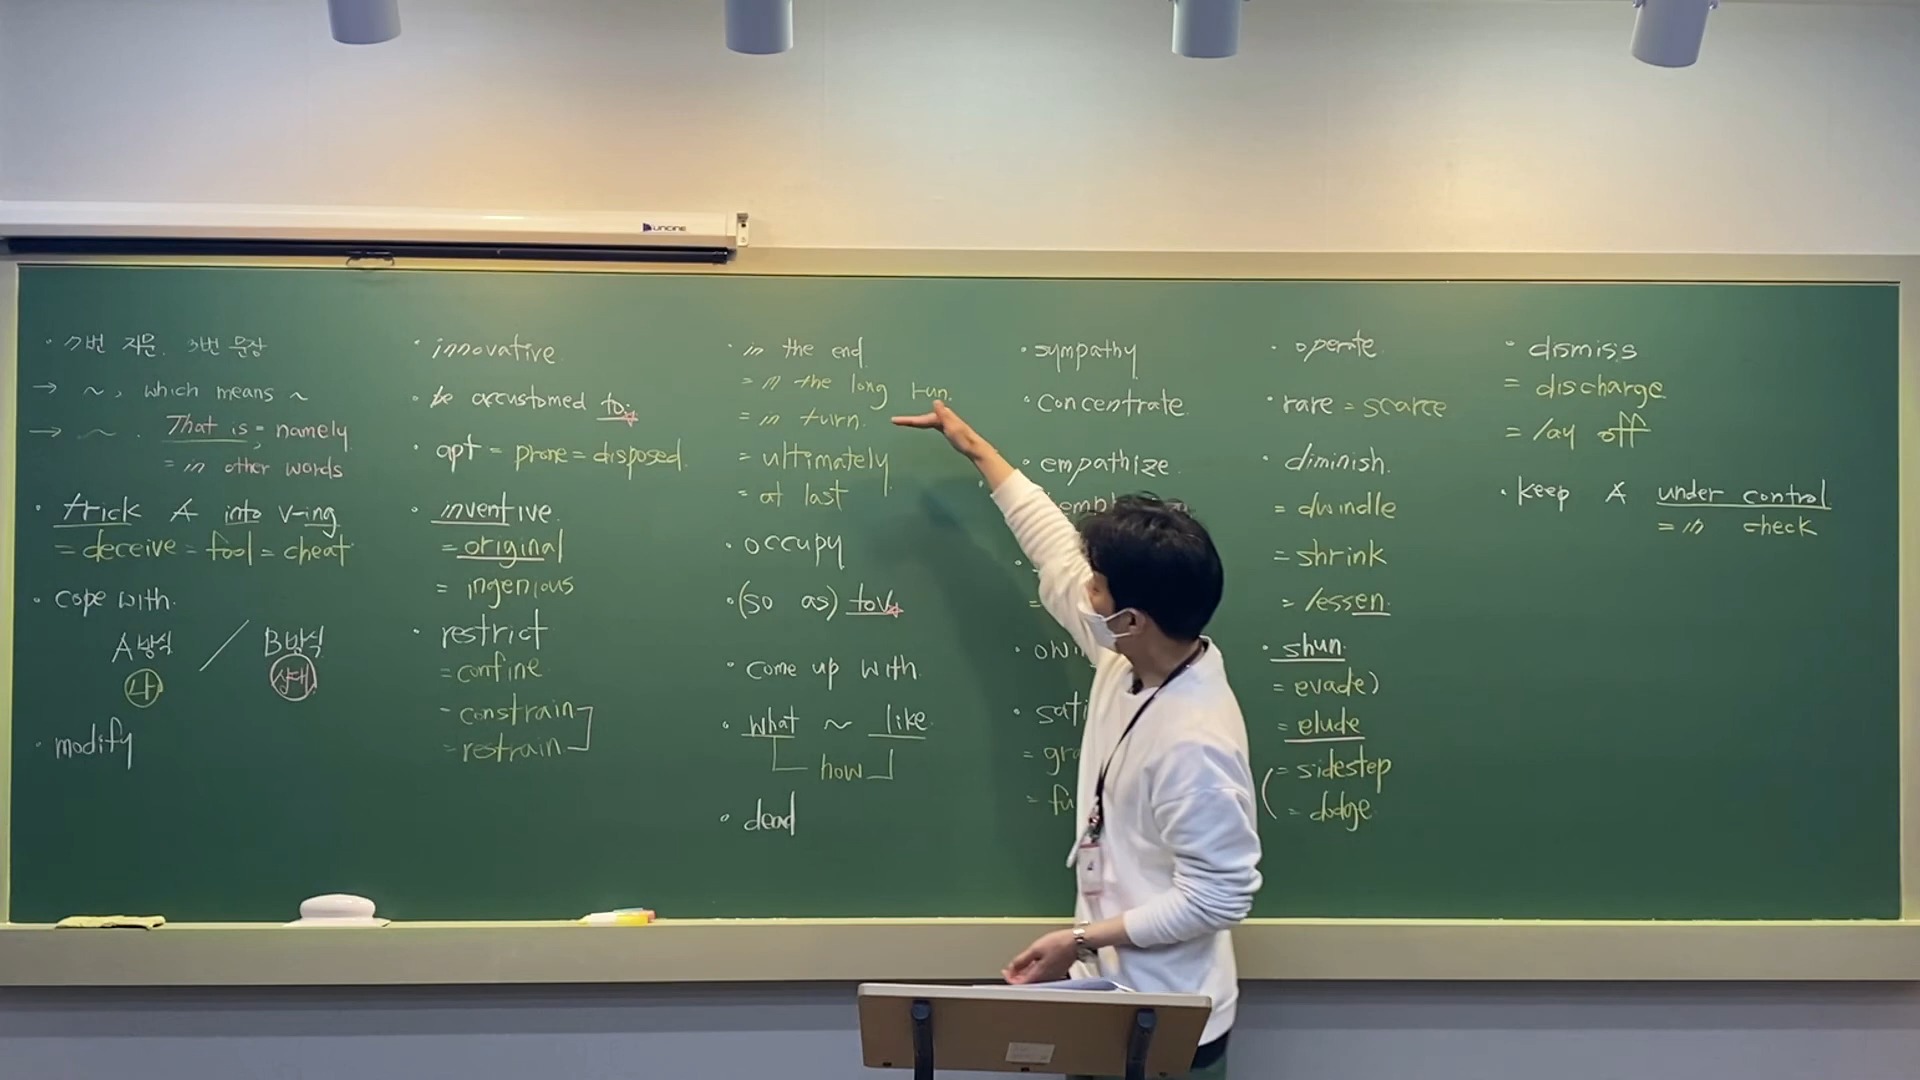 · 7번 지문. 3번 문장
→ ~, which means ~
→ ~. That is = namely
= in other words
· trick A into v-ing
= deceive = fool = cheat
· cope with.
A방식 / B방식
나 상대
· modify
· innovative.
· be accustomed to
· apt = prone = disposed.
· inventive.
= original
= ingenious
· restrict
= confine.
= constrain
= restrain
· in the end.
= in the long run.
= in turn.
= ultimately
= at last
· occupy
· (so as) to v
· come up with.
· what ~ like.
how
· dead
· sympathy
· concentrate
· empathize.
· operate.
· rare = scarce
· diminish.
= dwindle
= shrink
= lessen.
· shun.
= evade)
= elude
(= sidestep
= dodge.
· dismiss
= discharge
= lay off
· keep A under control
= in check
UNCINE